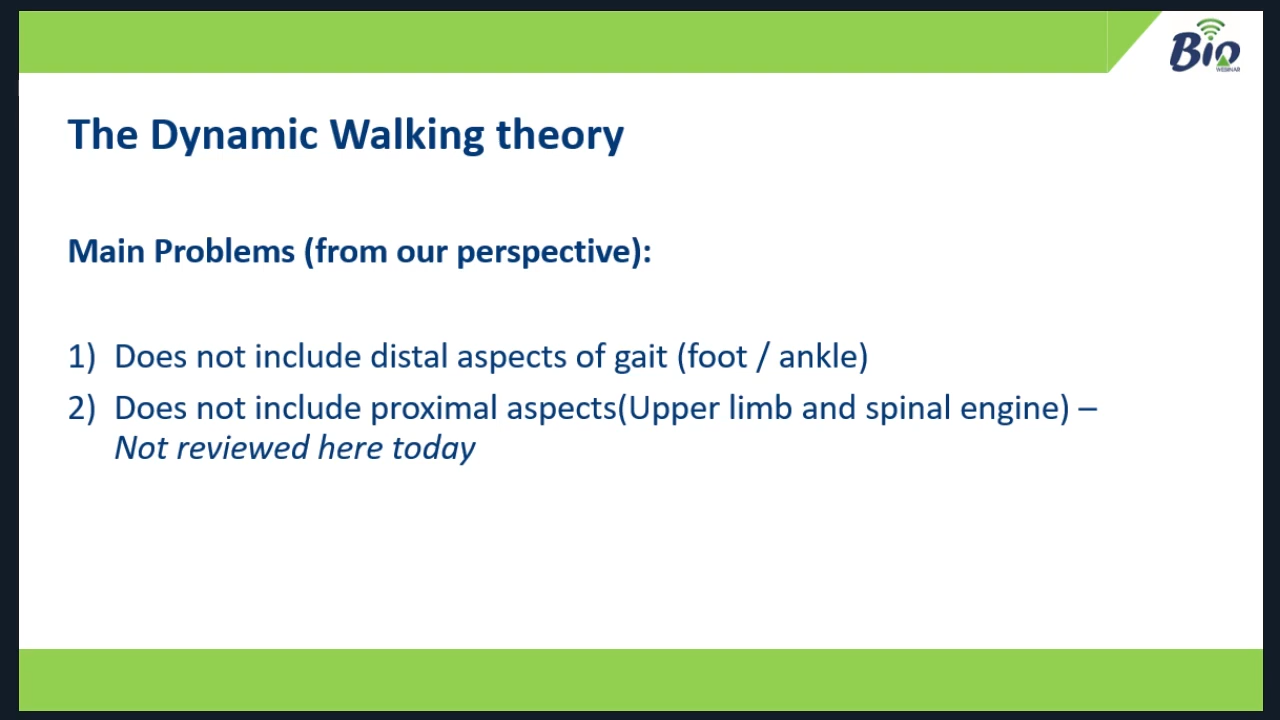 Bio
WEBINAR
The Dynamic Walking theory
Main Problems (from our perspective):
1) Does not include distal aspects of gait (foot / ankle)
2) Does not include proximal aspects(Upper limb and spinal engine) –
Not reviewed here today